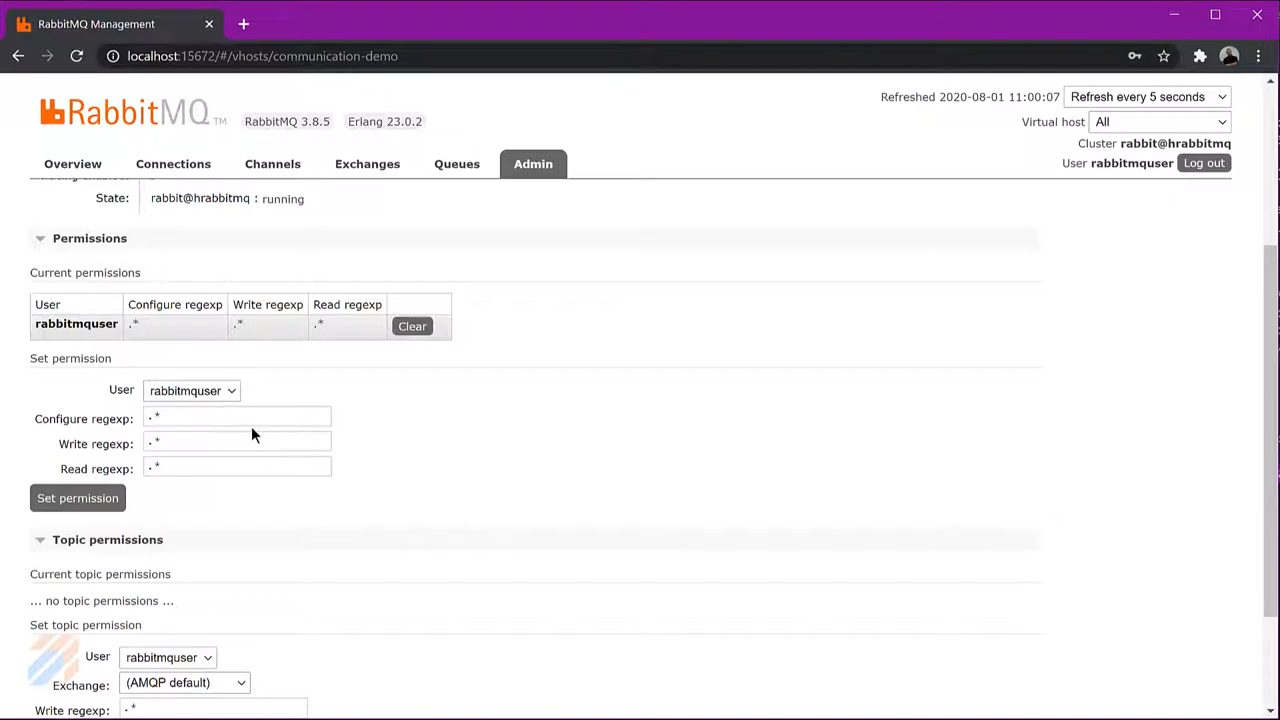 RabbitMQ Management
localhost:15672/#/vhosts/communication-demo
RabbitMQ TM RabbitMQ 3.8.5 Erlang 23.0.2
Refreshed 2020-08-01 11:00:07 Refresh every 5 seconds
Virtual host All
Cluster rabbit@hrabbitmq
User rabbitmquser Log out
Overview Connections Channels Exchanges Queues Admin
State: rabbit@hrabbitmq : running
Permissions
Current permissions
User Configure regexp Write regexp Read regexp
rabbitmquser .* .* .* Clear
Set permission
User rabbitmquser
Configure regexp: .*
Write regexp: .*
Read regexp: .*
Set permission
Topic permissions
Current topic permissions
... no topic permissions ...
Set topic permission
User rabbitmquser
Exchange: (AMQP default)
Write regexp: .*